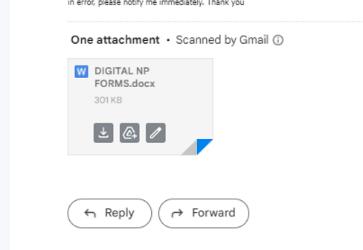 in error, please notify me immediately. Thank you
One attachment • Scanned by Gmail
W DIGITAL NP
FORMS.docx
301 KB
Reply Forward